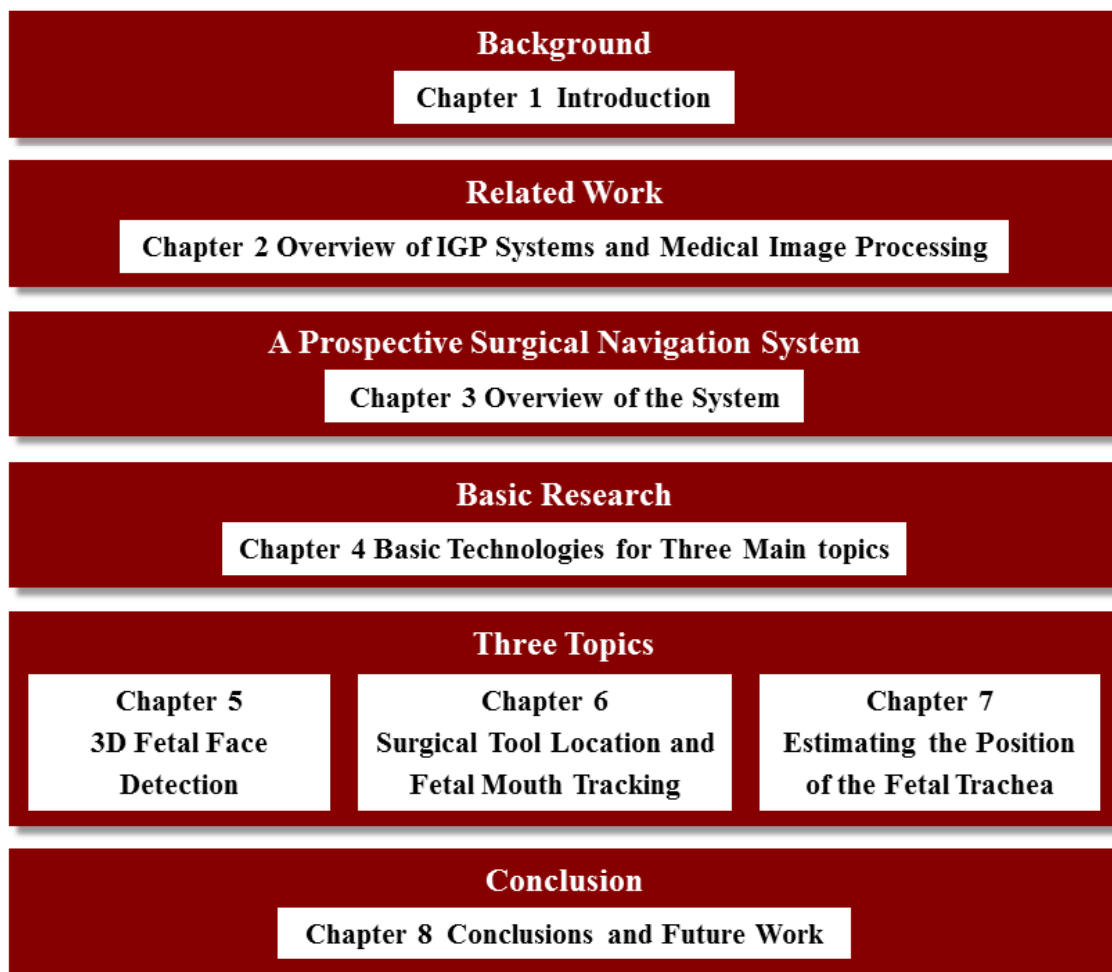 Background
Chapter 1 Introduction
Related Work
Chapter 2 Overview of IGP Systems and Medical Image Processing
A Prospective Surgical Navigation System
Chapter 3 Overview of the System
Basic Research
Chapter 4 Basic Technologies for Three Main topics
Three Topics
Chapter 5
3D Fetal Face
Detection
Chapter 6
Surgical Tool Location and
Fetal Mouth Tracking
Chapter 7
Estimating the Position
of the Fetal Trachea
Conclusion
Chapter 8 Conclusions and Future Work